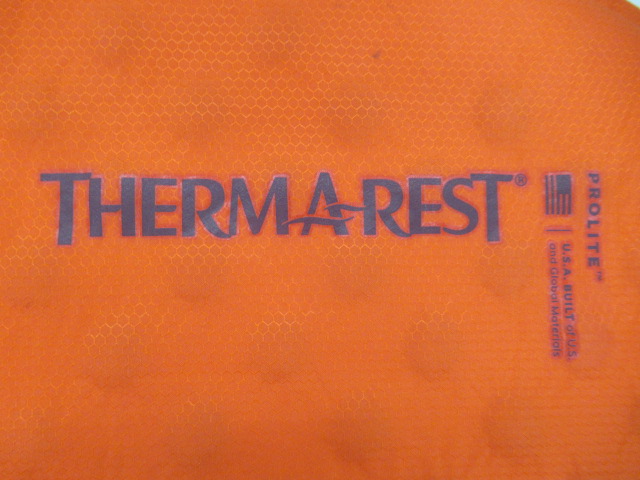 THERMAREST®
PROLITE™
U.S.A. BUILT of U.S.
and Global Materials